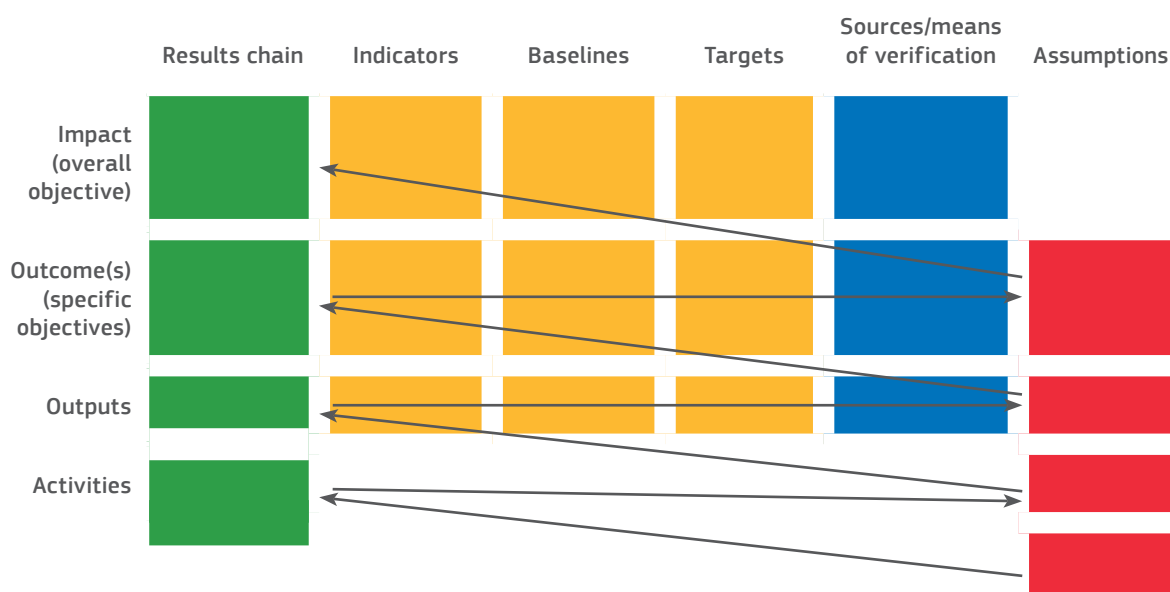 Results chain
Indicators
Baselines
Targets
Sources/means
of verification
Assumptions
Impact
(overall
objective)
Outcome(s)
(specific
objectives)
Outputs
Activities